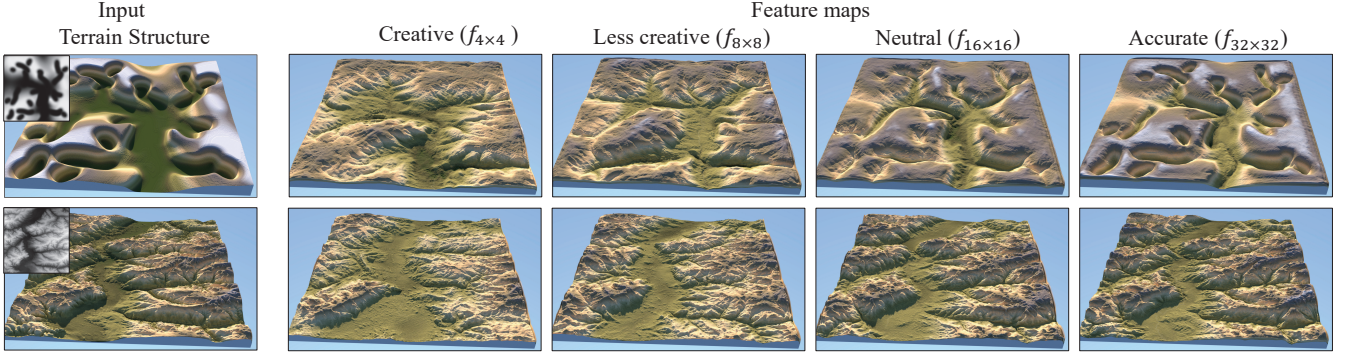 Input
Terrain Structure
Feature maps
Creative (f4×4 )
Less creative (f8×8)
Neutral (f16×16)
Accurate (f32×32)